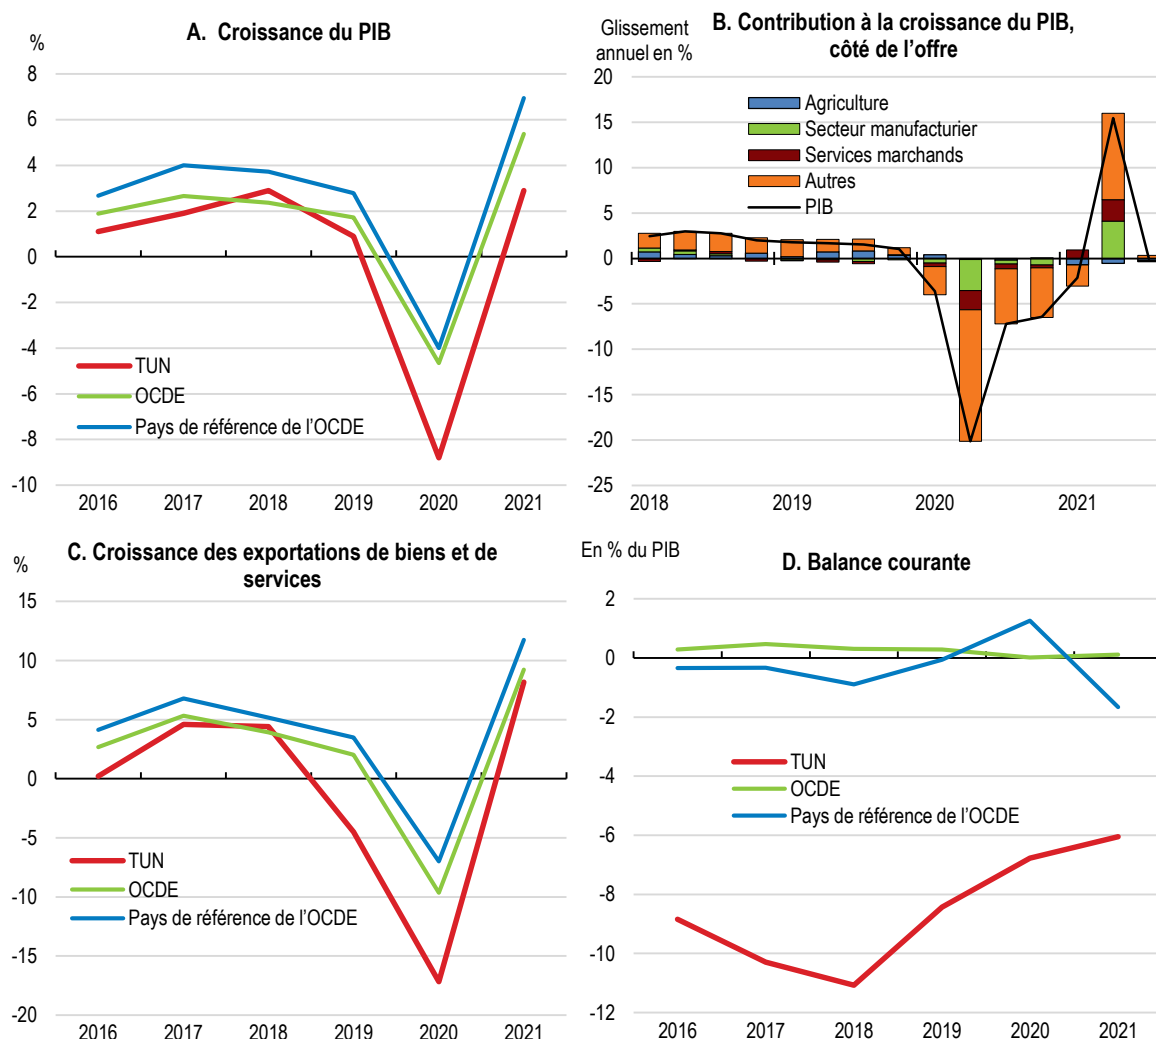 A. Croissance du PIB
%
8
6
4
2
0
-2
-4
-6
-8
-10
TUN
OCDE
Pays de référence de l'OCDE
2016 2017 2018 2019 2020 2021
B. Contribution à la croissance du PIB,
côté de l'offre
Glissement
annuel en %
20
15
10
5
0
-5
-10
-15
-20
-25
Agriculture
Secteur manufacturier
Services marchands
Autres
PIB
2018 2019 2020 2021
C. Croissance des exportations de biens et de
services
%
15
10
5
0
-5
-10
-15
-20
TUN
OCDE
Pays de référence de l'OCDE
2016 2017 2018 2019 2020 2021
En % du PIB
D. Balance courante
2
0
-2
-4
-6
-8
-10
-12
TUN
OCDE
Pays de référence de l'OCDE
2016 2017 2018 2019 2020 2021